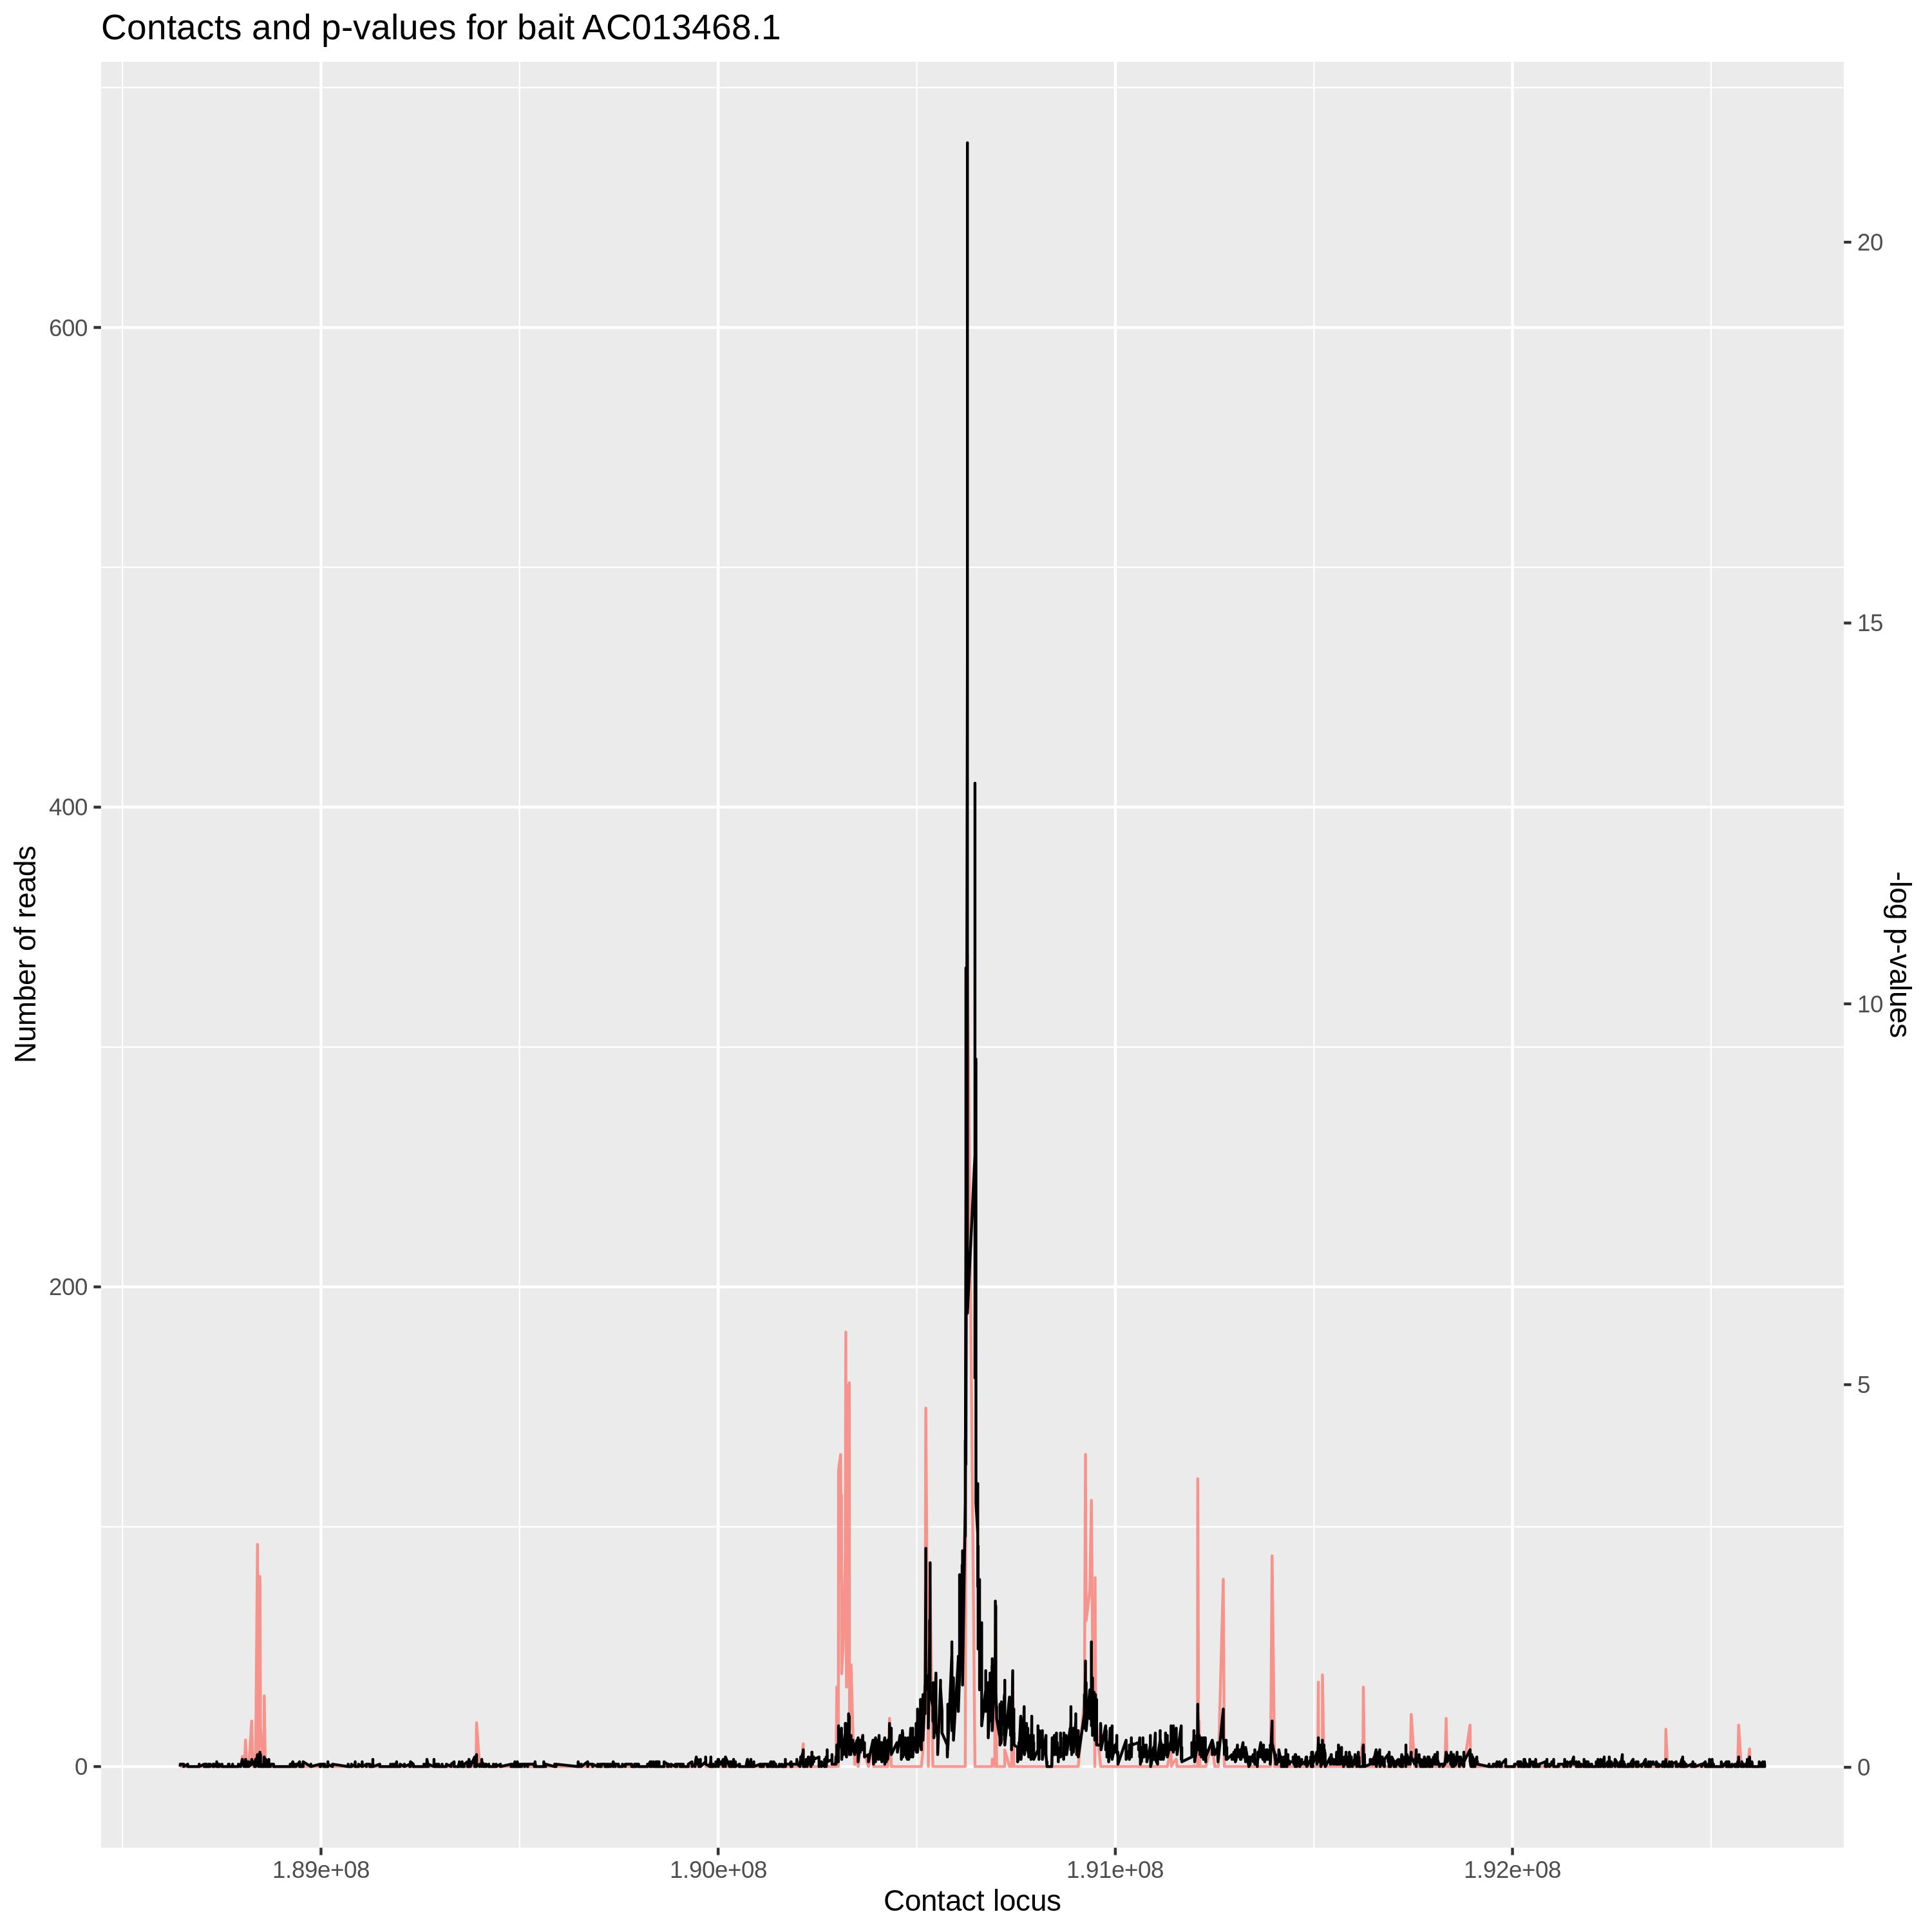 Contacts and p-values for bait AC013468.1
Number of reads
600
400
200
0
20
15
10
5
0
-log p-values
1.89e+08
1.90e+08
1.91e+08
1.92e+08
Contact locus